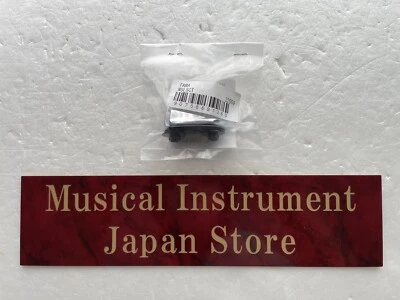 Musical Instrument
Japan Store